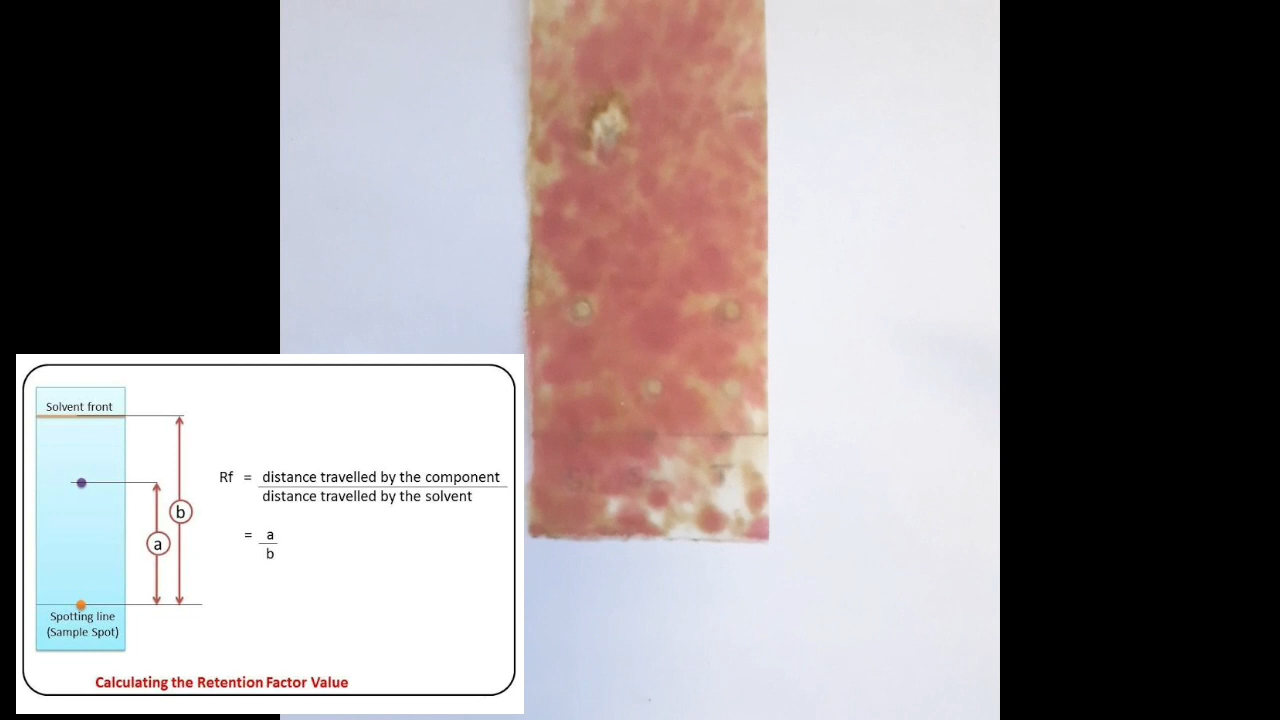 Solvent front
b
a
Spotting line
(Sample Spot)
Rf = distance travelled by the component
distance travelled by the solvent
= a
b
Calculating the Retention Factor Value